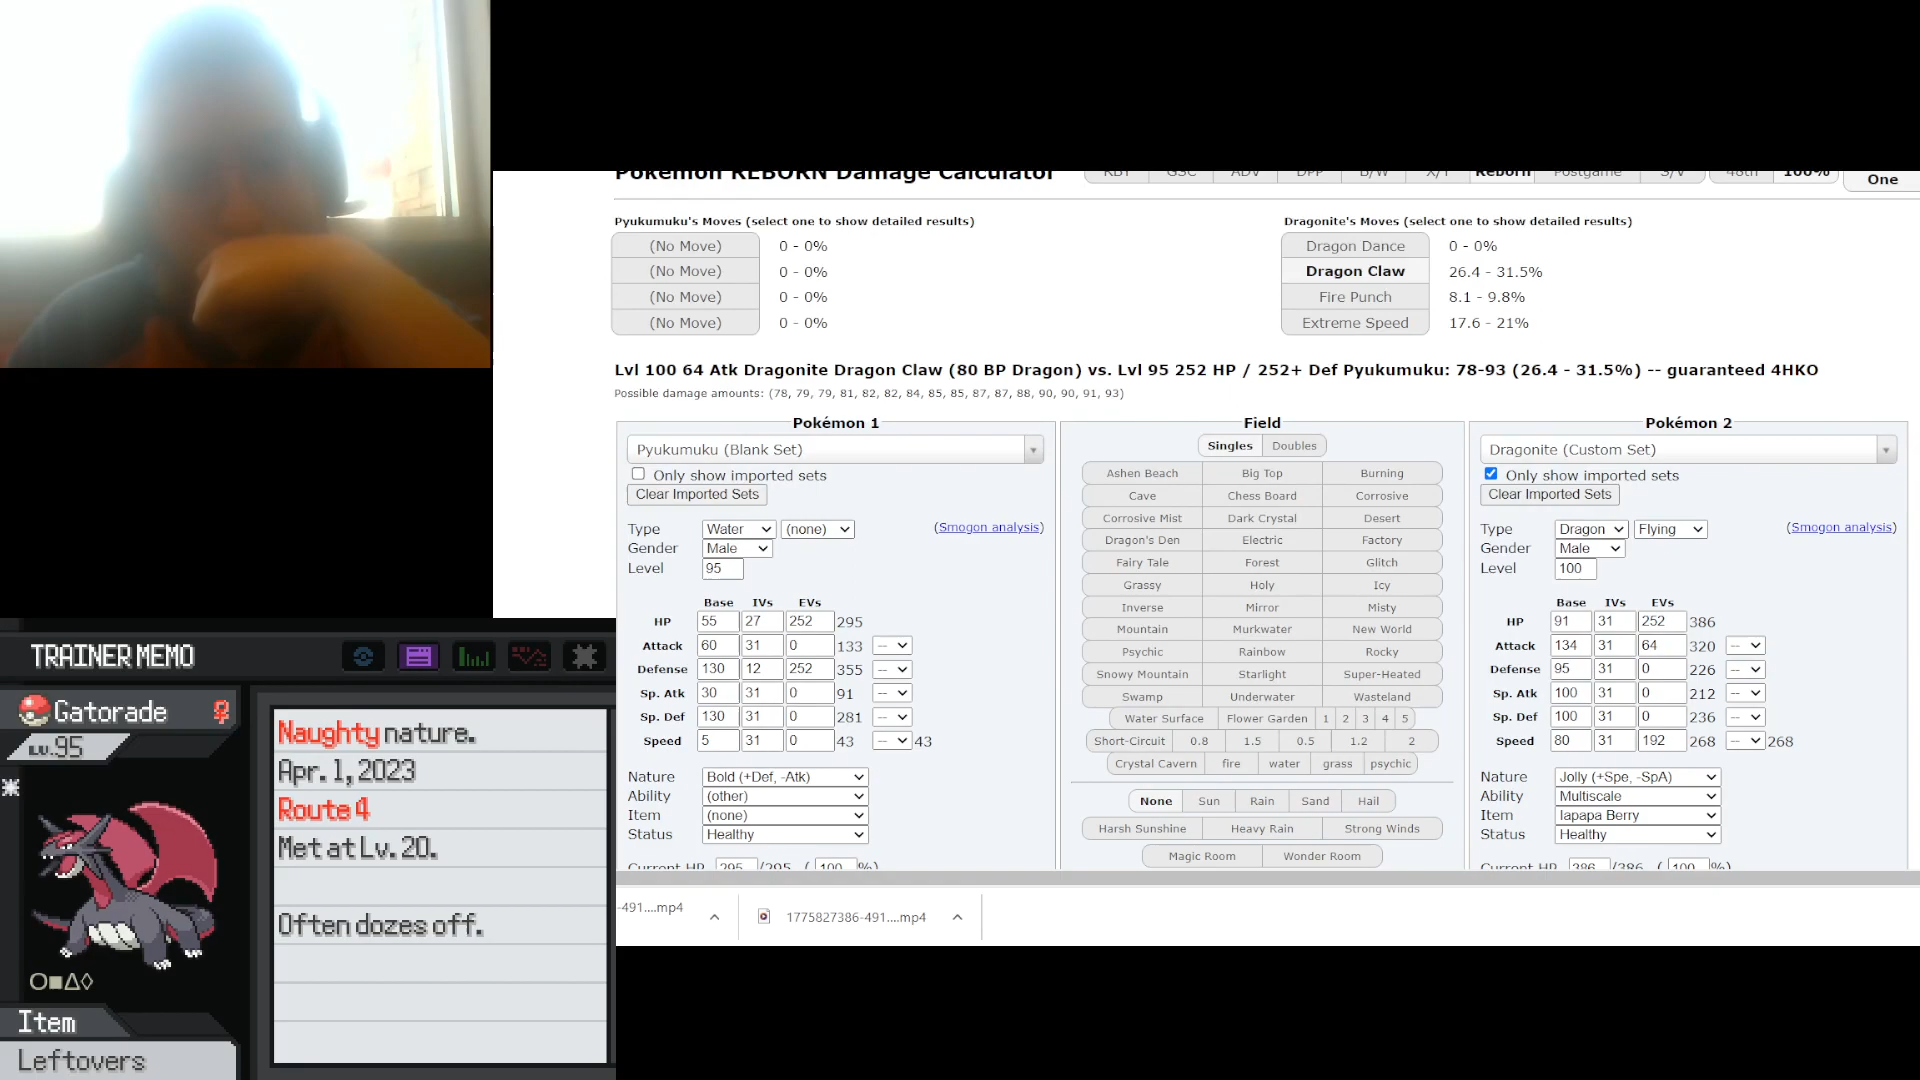 Pokémon REBORN Damage Calculator
RBY GSC ADV DPP B/W X/Y Reborn Postgame S/V 48th 100% One
Pyukumuku's Moves (select one to show detailed results)
(No Move) 0 - 0%
(No Move) 0 - 0%
(No Move) 0 - 0%
(No Move) 0 - 0%
Dragonite's Moves (select one to show detailed results)
Dragon Dance 0 - 0%
Dragon Claw 26.4 - 31.5%
Fire Punch 8.1 - 9.8%
Extreme Speed 17.6 - 21%
Lvl 100 64 Atk Dragonite Dragon Claw (80 BP Dragon) vs. Lvl 95 252 HP / 252+ Def Pyukumuku: 78-93 (26.4 - 31.5%) -- guaranteed 4HKO
Possible damage amounts: (78, 79, 79, 81, 82, 82, 84, 85, 85, 87, 87, 88, 90, 90, 91, 93)
Pokémon 1
Pyukumuku (Blank Set)
Only show imported sets
Clear Imported Sets
Type Water (none) (Smogon analysis)
Gender Male
Level 95
Base IVs EVs
HP 55 27 252 295
Attack 60 31 0 133 --
Defense 130 12 252 355 --
Sp. Atk 30 31 0 91 --
Sp. Def 130 31 0 281 --
Speed 5 31 0 43 -- 43
Nature Bold (+Def, -Atk)
Ability (other)
Item (none)
Status Healthy
Current HP 295 /295 ( 100 %)
Field
Singles Doubles
Ashen Beach Big Top Burning
Cave Chess Board Corrosive
Corrosive Mist Dark Crystal Desert
Dragon's Den Electric Factory
Fairy Tale Forest Glitch
Grassy Holy Icy
Inverse Mirror Misty
Mountain Murkwater New World
Psychic Rainbow Rocky
Snowy Mountain Starlight Super-Heated
Swamp Underwater Wasteland
Water Surface Flower Garden 1 2 3 4 5
Short-Circuit 0.8 1.5 0.5 1.2 2
Crystal Cavern fire water grass psychic
None Sun Rain Sand Hail
Harsh Sunshine Heavy Rain Strong Winds
Magic Room Wonder Room
Pokémon 2
Dragonite (Custom Set)
Only show imported sets
Clear Imported Sets
Type Dragon Flying (Smogon analysis)
Gender Male
Level 100
Base IVs EVs
HP 91 31 252 386
Attack 134 31 64 320 --
Defense 95 31 0 226 --
Sp. Atk 100 31 0 212 --
Sp. Def 100 31 0 236 --
Speed 80 31 192 268 -- 268
Nature Jolly (+Spe, -SpA)
Ability Multiscale
Item Iapapa Berry
Status Healthy
Current HP 386 /386 ( 100 %)
-491....mp4
1775827386-491....mp4
TRAINER MEMO
Gatorade ♀
Lv.95
Item
Leftovers
Naughty nature.
Apr. 1, 2023
Route 4
Met at Lv. 20.
Often dozes off.